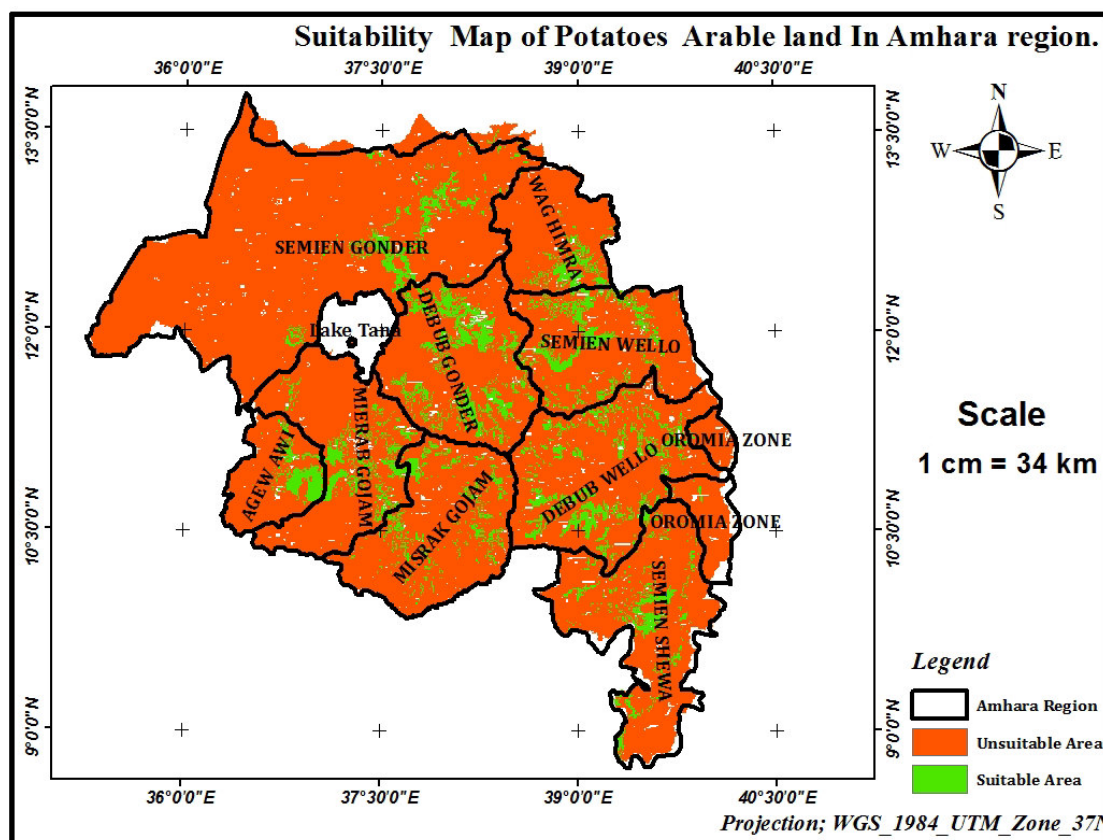 Suitability Map of Potatoes Arable land In Amhara region.
36°0'0"E 37°30'0"E 39°0'0"E 40°30'0"E
13°30'0"N
13°30'0"N
N
W
E
S
WAG HIMRA
SEMIEN GONDER
12°0'0"N
12°0'0"N
Lake Tana
DEBUB GONDER
SEMIEN WELLO
Scale
1 cm = 34 km
MIERAB GOJAM
OROMIA ZONE
AGEW AWI
DEBUB WELLO
MISRAK GOJAM
10°30'0"N
10°30'0"N
OROMIA ZONE
SEMIEN SHEWA
9°0'0"N
9°0'0"N
Legend
Amhara Region
Unsuitable Area
Suitable Area
36°0'0"E 37°30'0"E 39°0'0"E 40°30'0"E
Projection; WGS_1984_UTM_Zone_37N